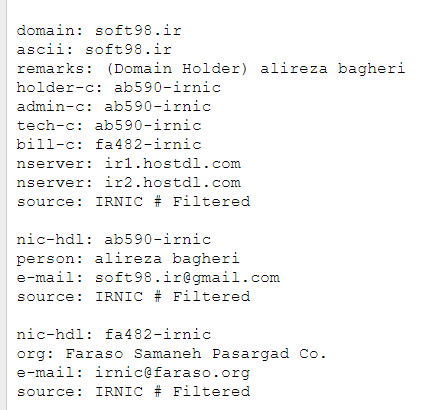 domain: soft98.ir
ascii: soft98.ir
remarks: (Domain Holder) alireza bagheri
holder-c: ab590-irnic
admin-c: ab590-irnic
tech-c: ab590-irnic
bill-c: fa482-irnic
nserver: ir1.hostdl.com
nserver: ir2.hostdl.com
source: IRNIC # Filtered
nic-hdl: ab590-irnic
person: alireza bagheri
e-mail: soft98.ir@gmail.com
source: IRNIC # Filtered
nic-hdl: fa482-irnic
org: Faraso Samaneh Pasargad Co.
e-mail: irnic@faraso.org
source: IRNIC # Filtered